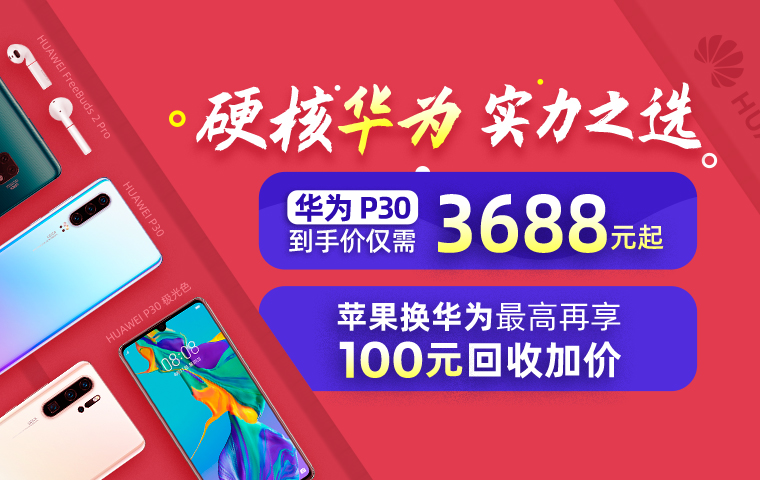 硬核华为 实力之选
华为 P30
到手价仅需 3688元起
苹果换华为最高再享
100元回收加价
HUAWEI FreeBuds 2 Pro
HUAWEI P30
HUAWEI P30 极光色
08:08